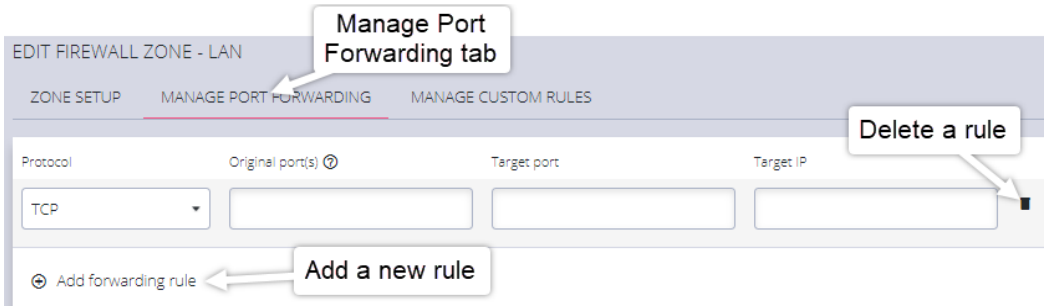 Manage Port
Forwarding tab
EDIT FIREWALL ZONE - LAN
ZONE SETUP MANAGE PORT FORWARDING MANAGE CUSTOM RULES
Delete a rule
Protocol Original port(s) ? Target port Target IP
TCP
Add forwarding rule
Add a new rule